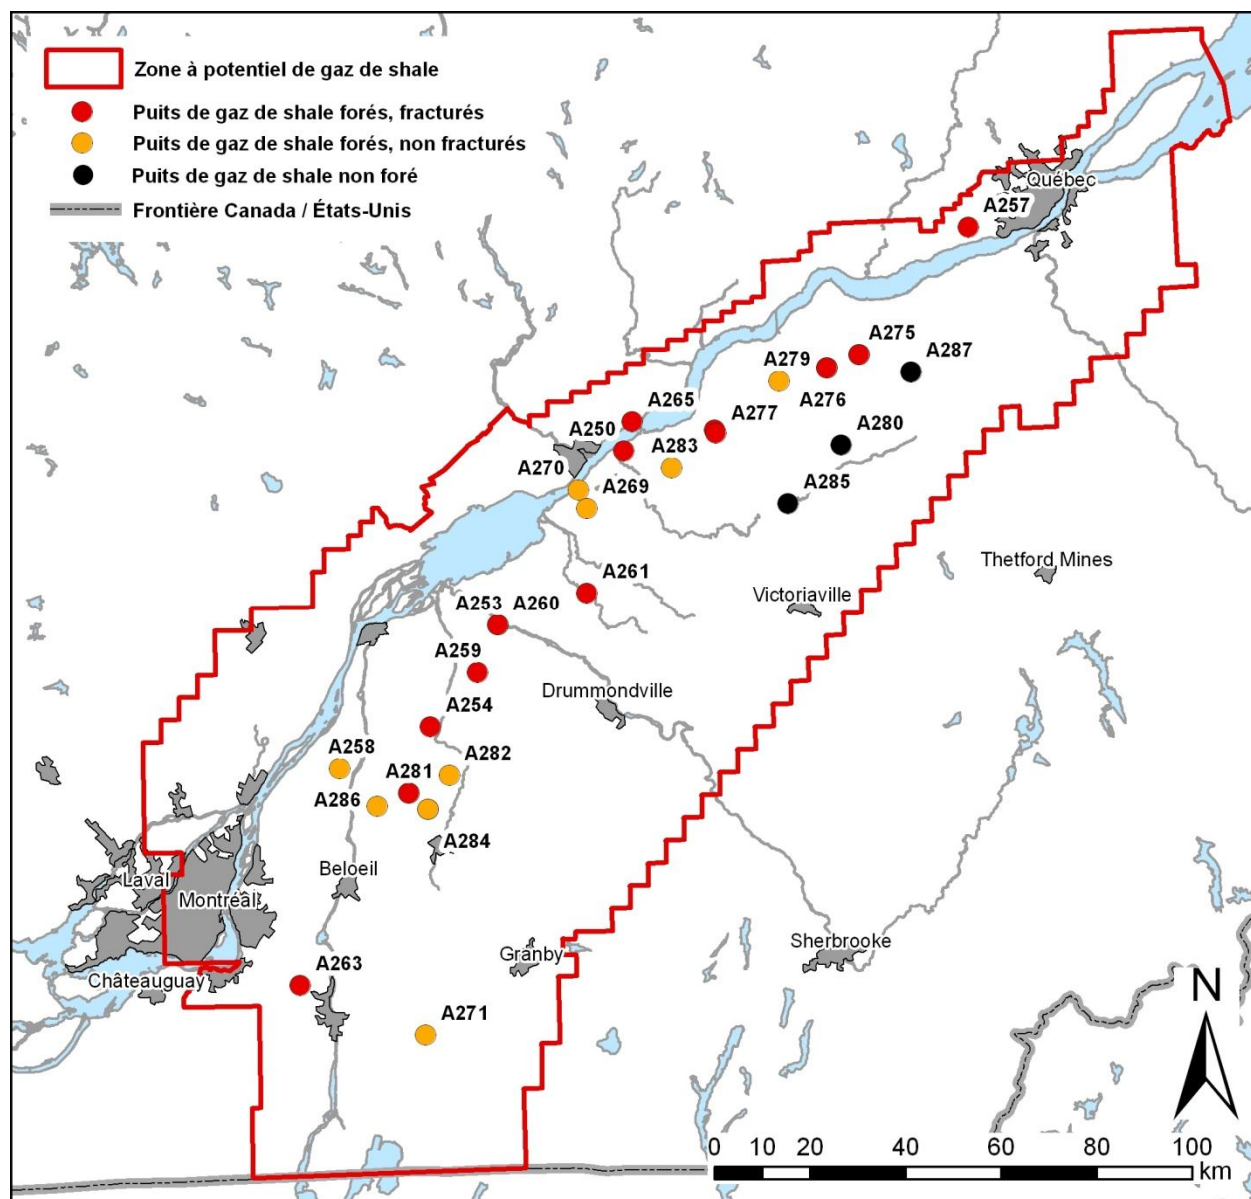 Zone à potentiel de gaz de shale
Puits de gaz de shale forés, fracturés
Puits de gaz de shale forés, non fracturés
Puits de gaz de shale non foré
Frontière Canada / États-Unis
Québec
A257
A275
A287
A279
A276
A265
A277
A280
A250
A283
A270
A269
A285
A261
Thetford Mines
Victoriaville
A253
A260
A259
Drummondville
A254
A258
A282
A281
A286
A284
Beloeil
Laval
Montréal
Granby
Sherbrooke
Châteauguay
A263
A271
N
0 10 20 40 60 80 100
km